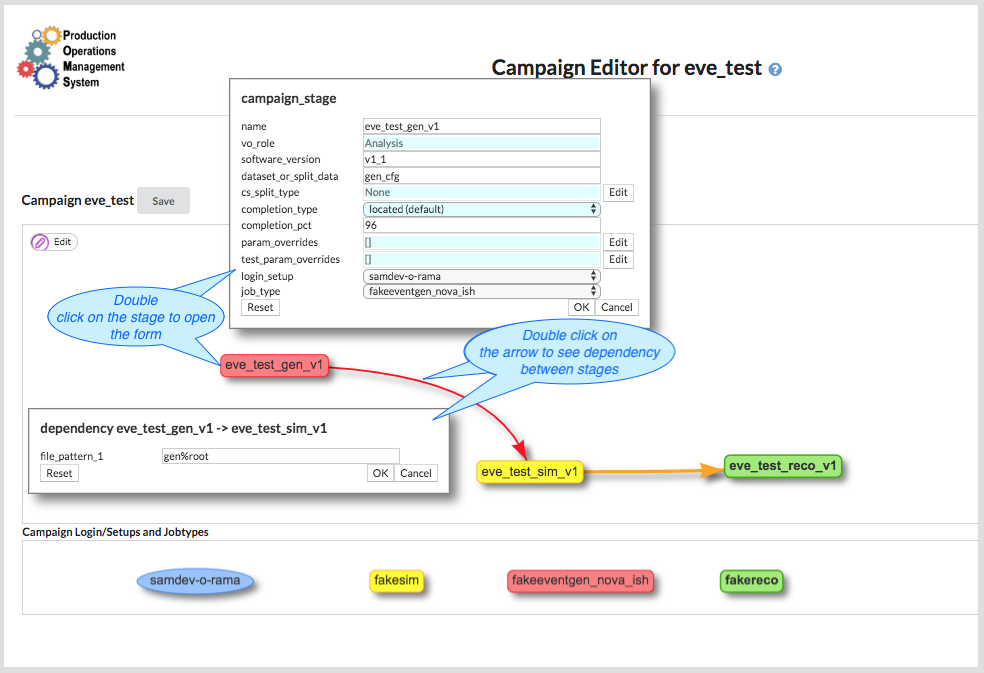 Production
Operations
Management
System
Campaign Editor for eve_test ?
campaign_stage
name eve_test_gen_v1
vo_role Analysis
software_version v1_1
dataset_or_split_data gen_cfg
cs_split_type None Edit
completion_type located (default)
completion_pct 96
param_overrides [] Edit
test_param_overrides [] Edit
login_setup samdev-o-rama
job_type fakeeventgen_nova_ish
Reset OK Cancel
Campaign eve_test Save
Edit
Double
click on the stage to open
the form
Double click on
the arrow to see dependency
between stages
eve_test_gen_v1
dependency eve_test_gen_v1 -> eve_test_sim_v1
file_pattern_1 gen%root
Reset OK Cancel
eve_test_sim_v1
eve_test_reco_v1
Campaign Login/Setups and Jobtypes
samdev-o-rama fakesim fakeeventgen_nova_ish fakereco